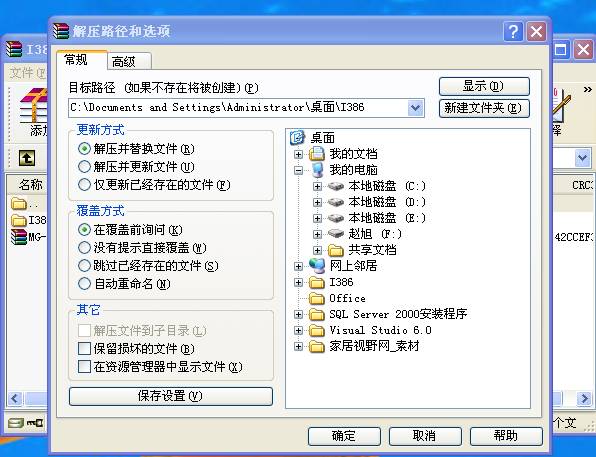 解压路径和选项
I38
文件(F
常规
高级
目标路径 (如果不存在将被创建)(P)
显示(D)
C:\Documents and Settings\Administrator\桌面\I386
新建文件夹(E)
添加
»
更新方式
解压并替换文件(R)
解压并更新文件(U)
仅更新已经存在的文件(F)
覆盖方式
在覆盖前询问(K)
没有提示直接覆盖(W)
跳过已经存在的文件(S)
自动重命名(N)
其它
解压文件到子目录(L)
保留损坏的文件(B)
在资源管理器中显示文件(X)
保存设置(V)
桌面
我的文档
我的电脑
本地磁盘 (C:)
本地磁盘 (D:)
本地磁盘 (E:)
赵旭 (F:)
共享文档
网上邻居
I386
Office
SQL Server 2000安装程序
Visual Studio 6.0
家居视野网_素材
名称
CRC3
..
I38
MG-
42CCEF
个文
确定
取消
帮助